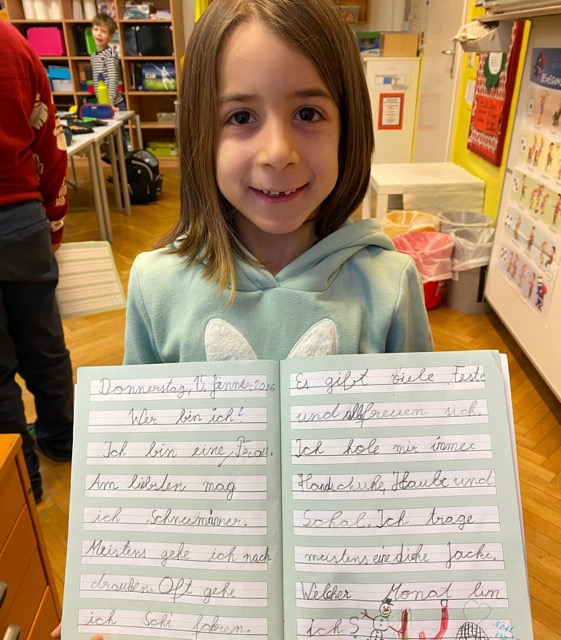 Donnerstag, 15. Jänner 2026
Wer bin ich?
Ich bin eine Frau.
Am liebsten mag
ich Schneemänner.
Meistens gehe ich nach
draußen. Oft gehe
ich Schi fahren.
Es gibt viele Feste
und alle freuen sich.
Ich hole mir immer
Handschuhe, Haube und
Schal. Ich trage
meistens eine dicke Jacke.
Welcher Monat bin
ich?